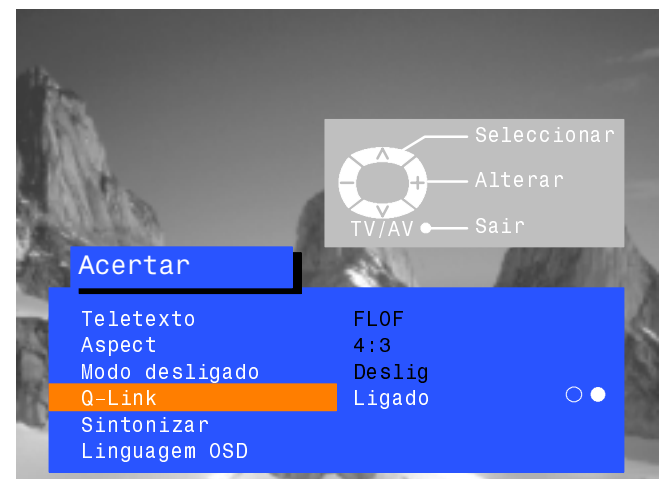 Seleccionar
Alterar
TV/AV Sair
Acertar
Teletexto FLOF
Aspect 4:3
Modo desligado Deslig
Q-Link Ligado
Sintonizar
Linguagem OSD